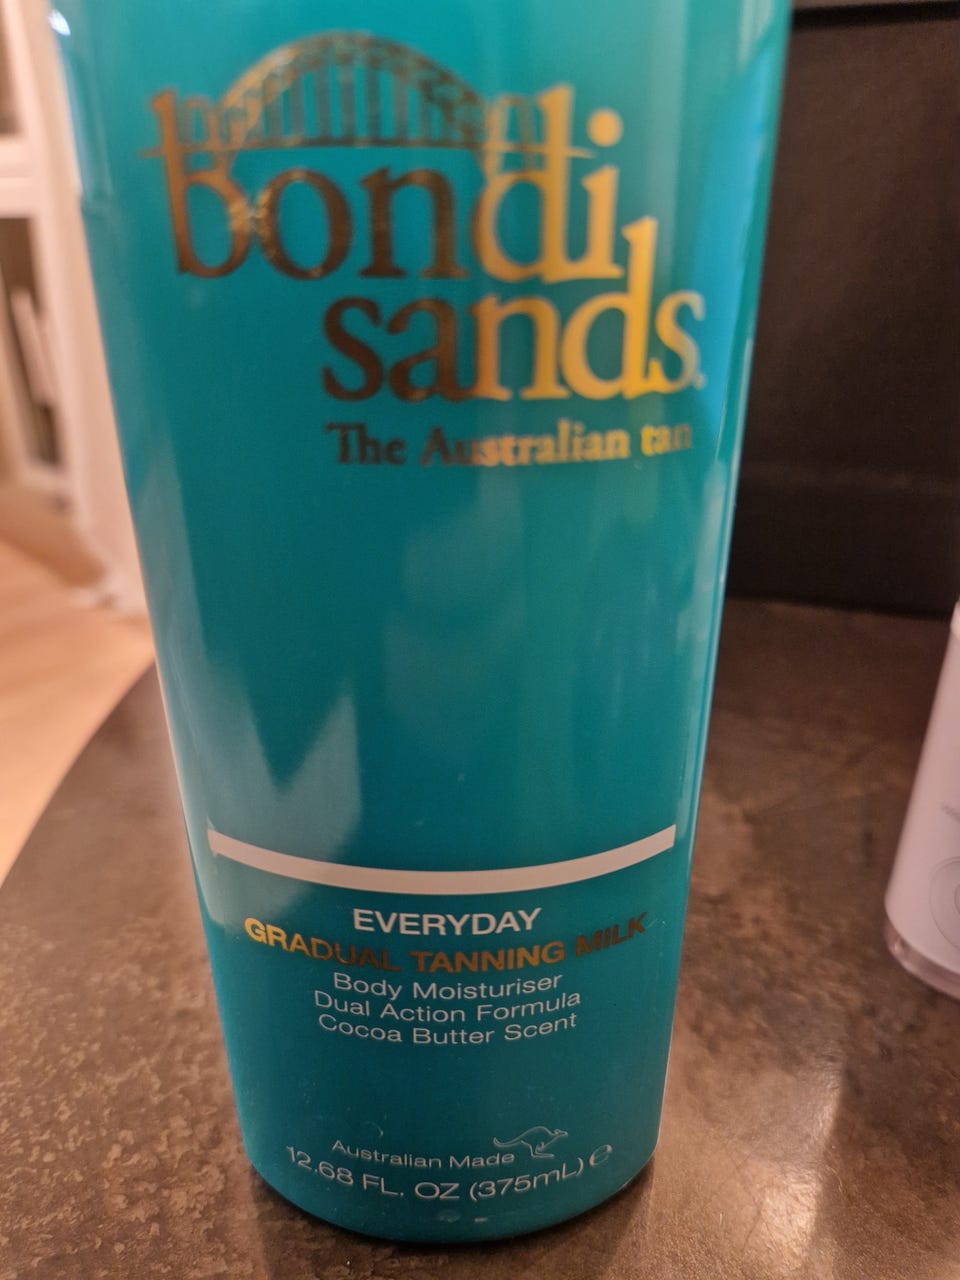 bondi
sands.
The Australian tan
EVERYDAY
GRADUAL TANNING MILK
Body Moisturiser
Dual Action Formula
Cocoa Butter Scent
Australian Made
12.68 FL. OZ (375mL) ℮